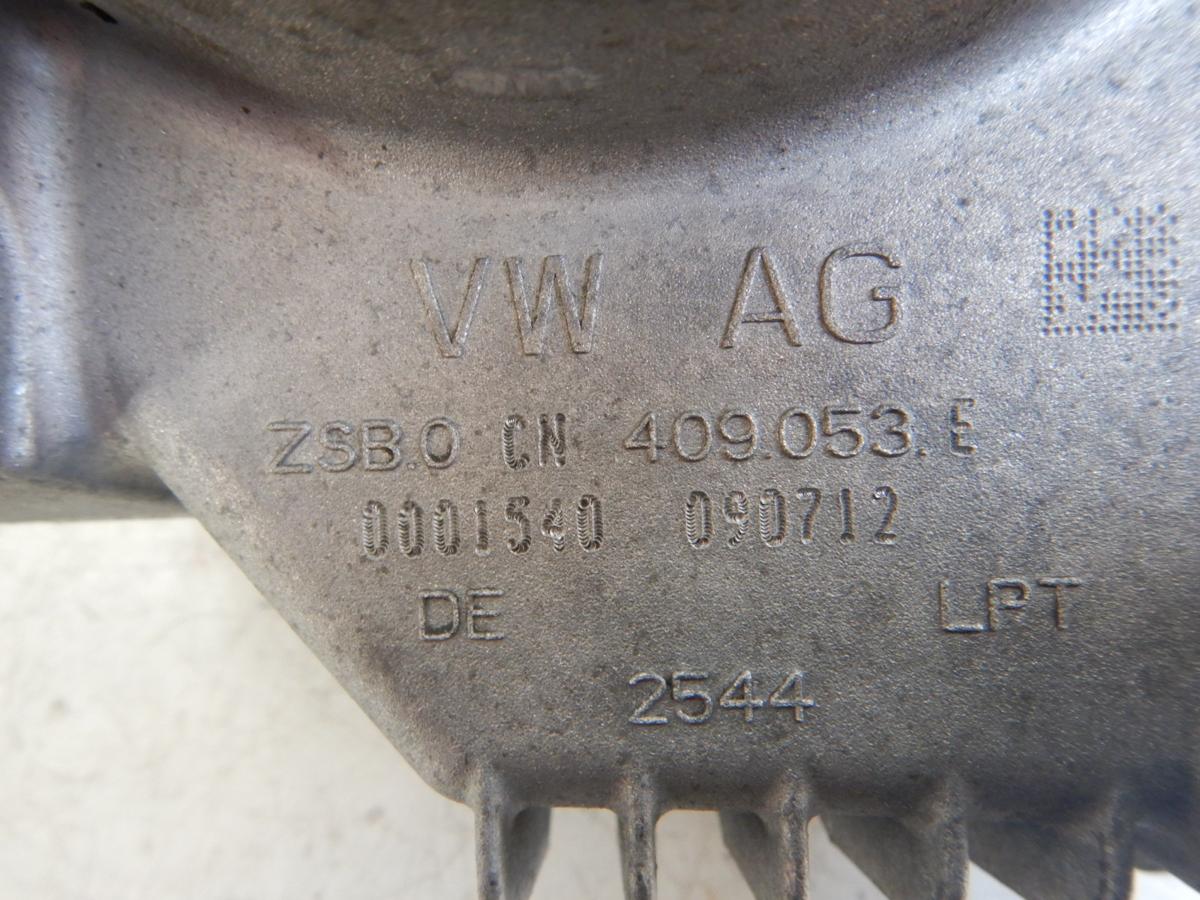 VW AG
ZSB.0 CN 409.053.E
0001540 090712
DE LPT
2544